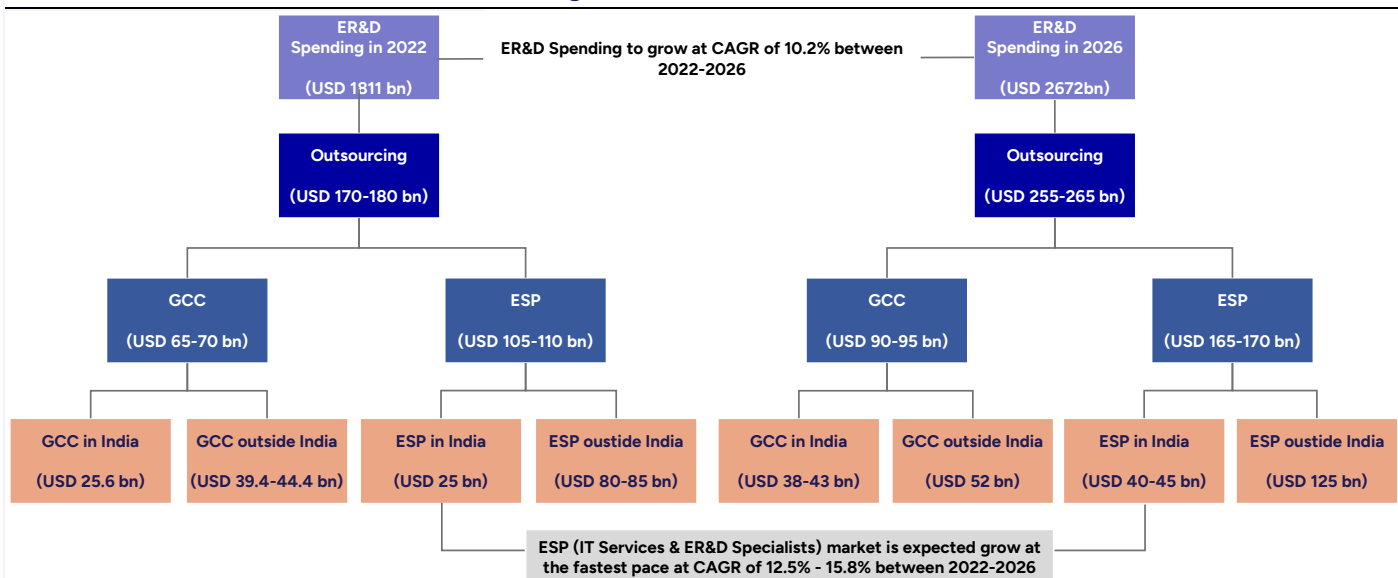 ER&D
Spending in 2022
(USD 1811 bn)
ER&D Spending to grow at CAGR of 10.2% between
2022-2026
ER&D
Spending in 2026
(USD 2672bn)
Outsourcing
(USD 170-180 bn)
Outsourcing
(USD 255-265 bn)
GCC
(USD 65-70 bn)
ESP
(USD 105-110 bn)
GCC
(USD 90-95 bn)
ESP
(USD 165-170 bn)
GCC in India
(USD 25.6 bn)
GCC outside India
(USD 39.4-44.4 bn)
ESP in India
(USD 25 bn)
ESP oustide India
(USD 80-85 bn)
GCC in India
(USD 38-43 bn)
GCC outside India
(USD 52 bn)
ESP in India
(USD 40-45 bn)
ESP oustide India
(USD 125 bn)
ESP (IT Services & ER&D Specialists) market is expected grow at
the fastest pace at CAGR of 12.5% - 15.8% between 2022-2026